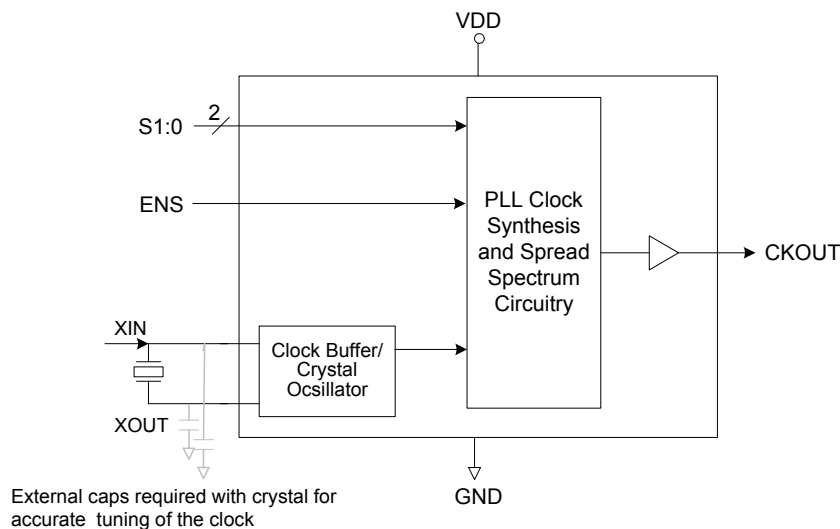 VDD
S1:0
2
ENS
PLL Clock
Synthesis
and Spread
Spectrum
Circuitry
CKOUT
XIN
Clock Buffer/
Crystal
Ocsillator
XOUT
GND
External caps required with crystal for
accurate tuning of the clock